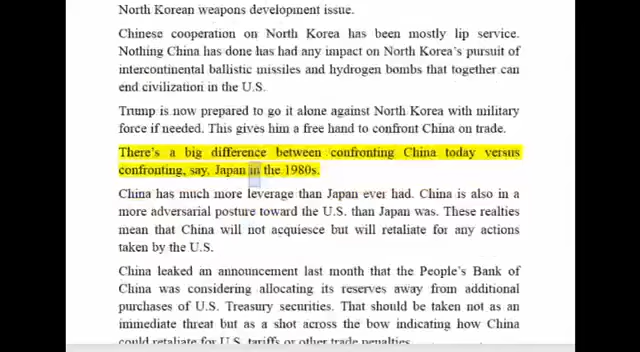 North Korean weapons development issue.
Chinese cooperation on North Korea has been mostly lip service.
Nothing China has done has had any impact on North Korea's pursuit of
intercontinental ballistic missiles and hydrogen bombs that together can
end civilization in the U.S.
Trump is now prepared to go it alone against North Korea with military
force if needed. This gives him a free hand to confront China on trade.
There's a big difference between confronting China today versus
confronting, say, Japan in the 1980s.
China has much more leverage than Japan ever had. China is also in a
more adversarial posture toward the U.S. than Japan was. These realties
mean that China will not acquiesce but will retaliate for any actions
taken by the U.S.
China leaked an announcement last month that the People's Bank of
China was considering allocating its reserves away from additional
purchases of U.S. Treasury securities. That should be taken not as an
immediate threat but as a shot across the bow indicating how China
could retaliate for U.S. tariffs or other trade penalties.